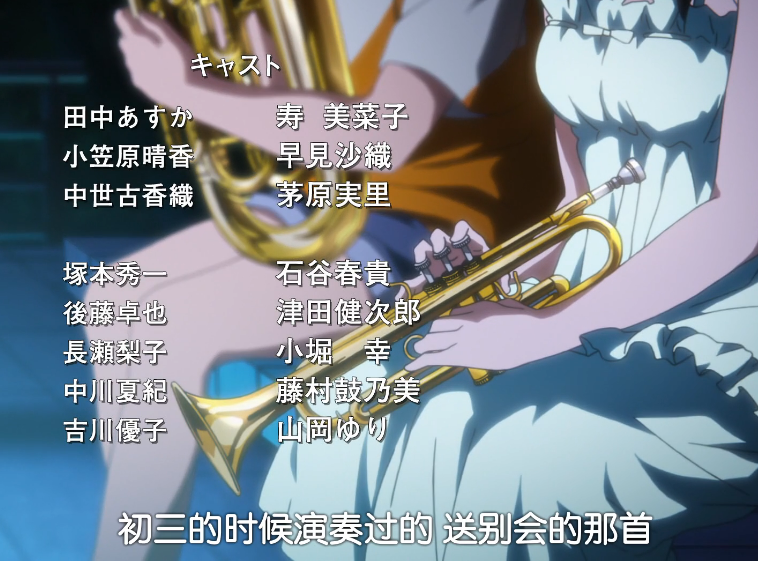 キャスト
田中あすか 寿 美菜子
小笠原晴香 早見沙織
中世古香織 茅原実里
塚本秀一 石谷春貴
後藤卓也 津田健次郎
長瀬梨子 小堀 幸
中川夏紀 藤村鼓乃美
吉川優子 山岡ゆり
初三的时候演奏过的 送别会的那首